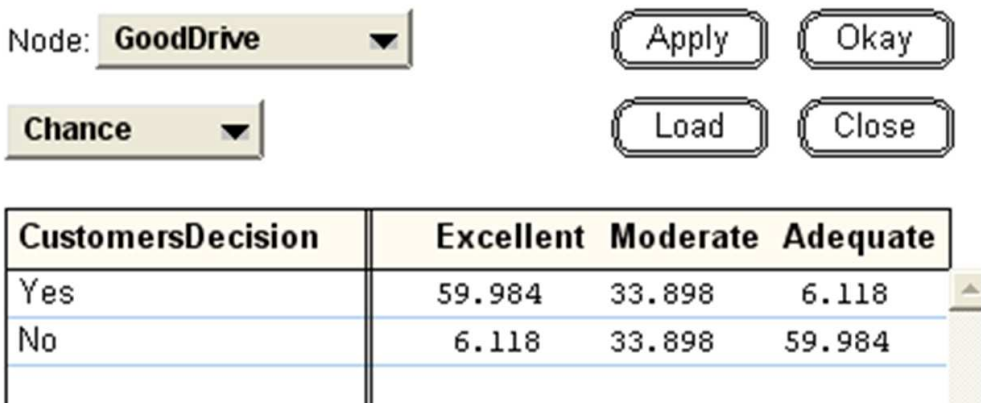 Node: GoodDrive Apply Okay
Chance Load Close
CustomersDecision Excellent Moderate Adequate
Yes 59.984 33.898 6.118
No 6.118 33.898 59.984